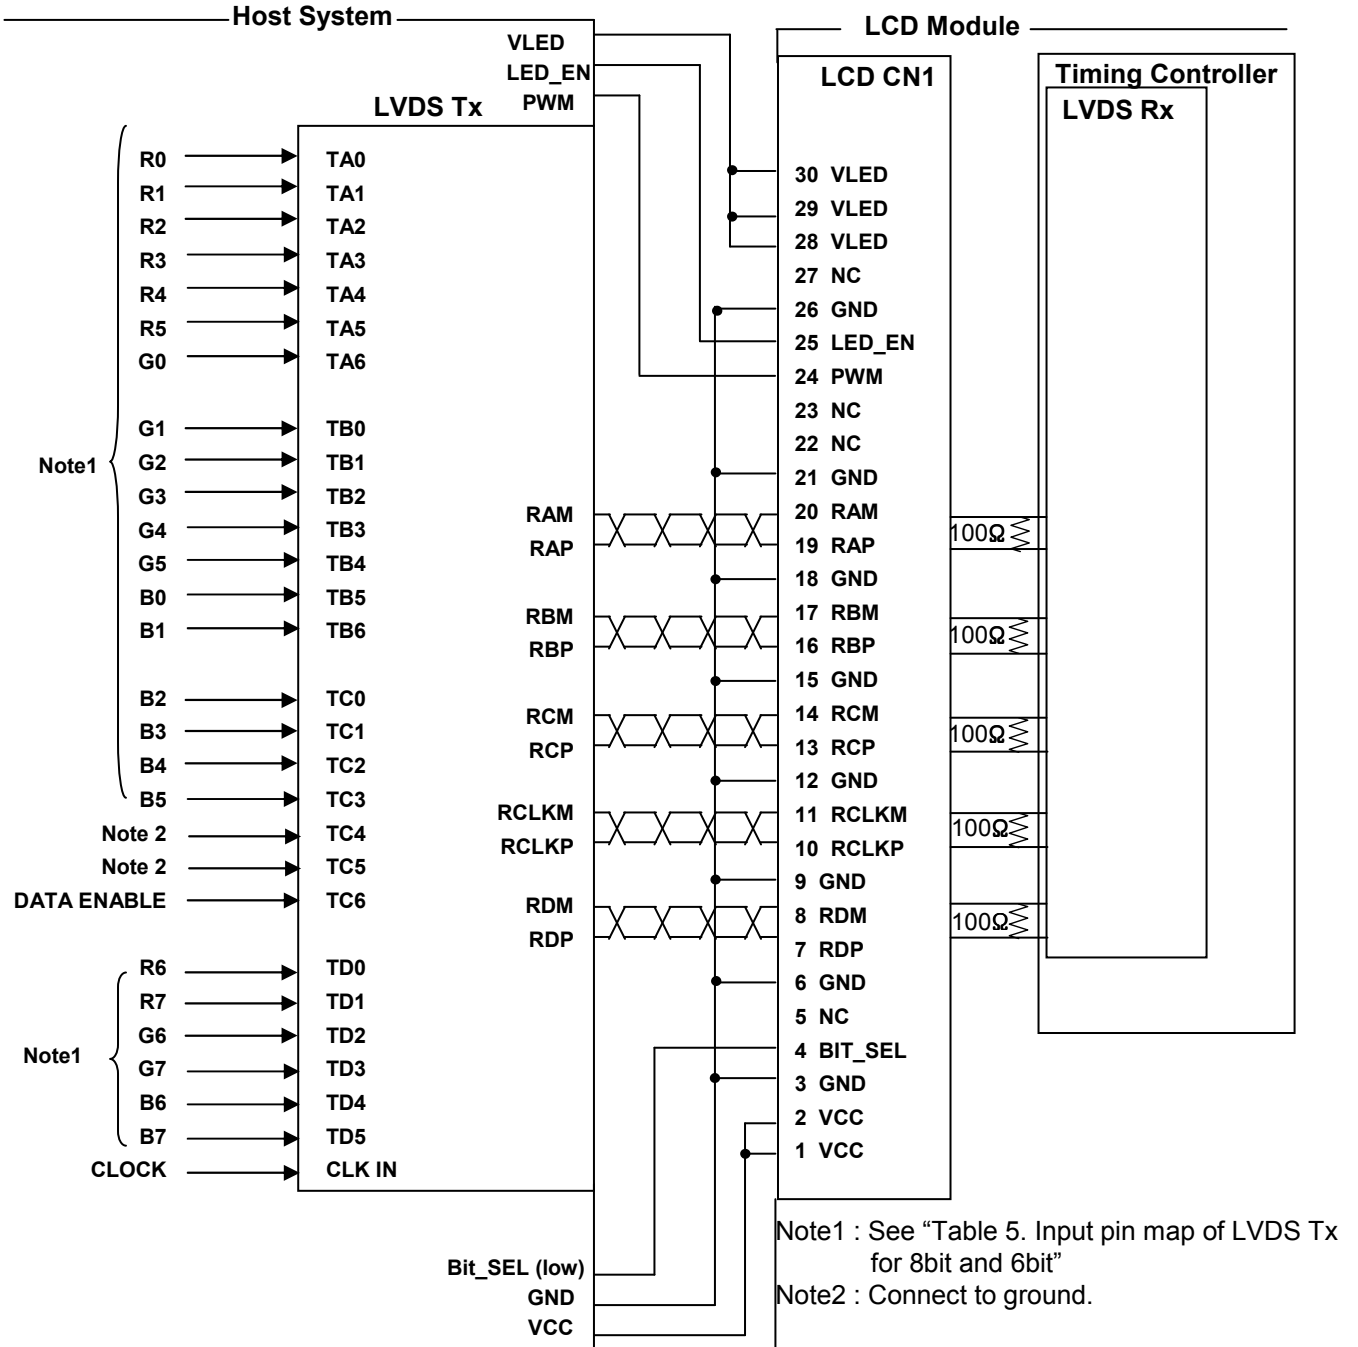 Host System
LCD Module
VLED
LED_EN
PWM
LVDS Tx
LCD CN1
Timing Controller
LVDS Rx
R0 TA0
R1 TA1
R2 TA2
R3 TA3
R4 TA4
R5 TA5
G0 TA6
G1 TB0
G2 TB1
G3 TB2
G4 TB3
G5 TB4
B0 TB5
B1 TB6
B2 TC0
B3 TC1
B4 TC2
B5 TC3
Note 2 TC4
Note 2 TC5
DATA ENABLE TC6
R6 TD0
R7 TD1
G6 TD2
G7 TD3
B6 TD4
B7 TD5
CLOCK CLK IN
Note1
Note1
RAM
RAP
RBM
RBP
RCM
RCP
RCLKM
RCLKP
RDM
RDP
Bit_SEL (low)
GND
VCC
30 VLED
29 VLED
28 VLED
27 NC
26 GND
25 LED_EN
24 PWM
23 NC
22 NC
21 GND
20 RAM
19 RAP
18 GND
17 RBM
16 RBP
15 GND
14 RCM
13 RCP
12 GND
11 RCLKM
10 RCLKP
9 GND
8 RDM
7 RDP
6 GND
5 NC
4 BIT_SEL
3 GND
2 VCC
1 VCC
100Ω
100Ω
100Ω
100Ω
100Ω
Note1 : See “Table 5. Input pin map of LVDS Tx
for 8bit and 6bit”
Note2 : Connect to ground.